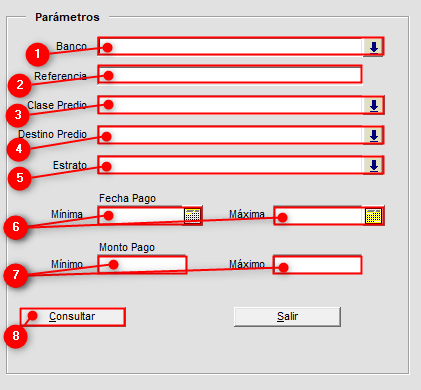 Parámetros
1 Banco
2 Referencia
3 Clase Predio
4 Destino Predio
5 Estrato
Fecha Pago
6 Mínima Máxima
Monto Pago
7 Mínimo Máximo
8 Consultar Salir